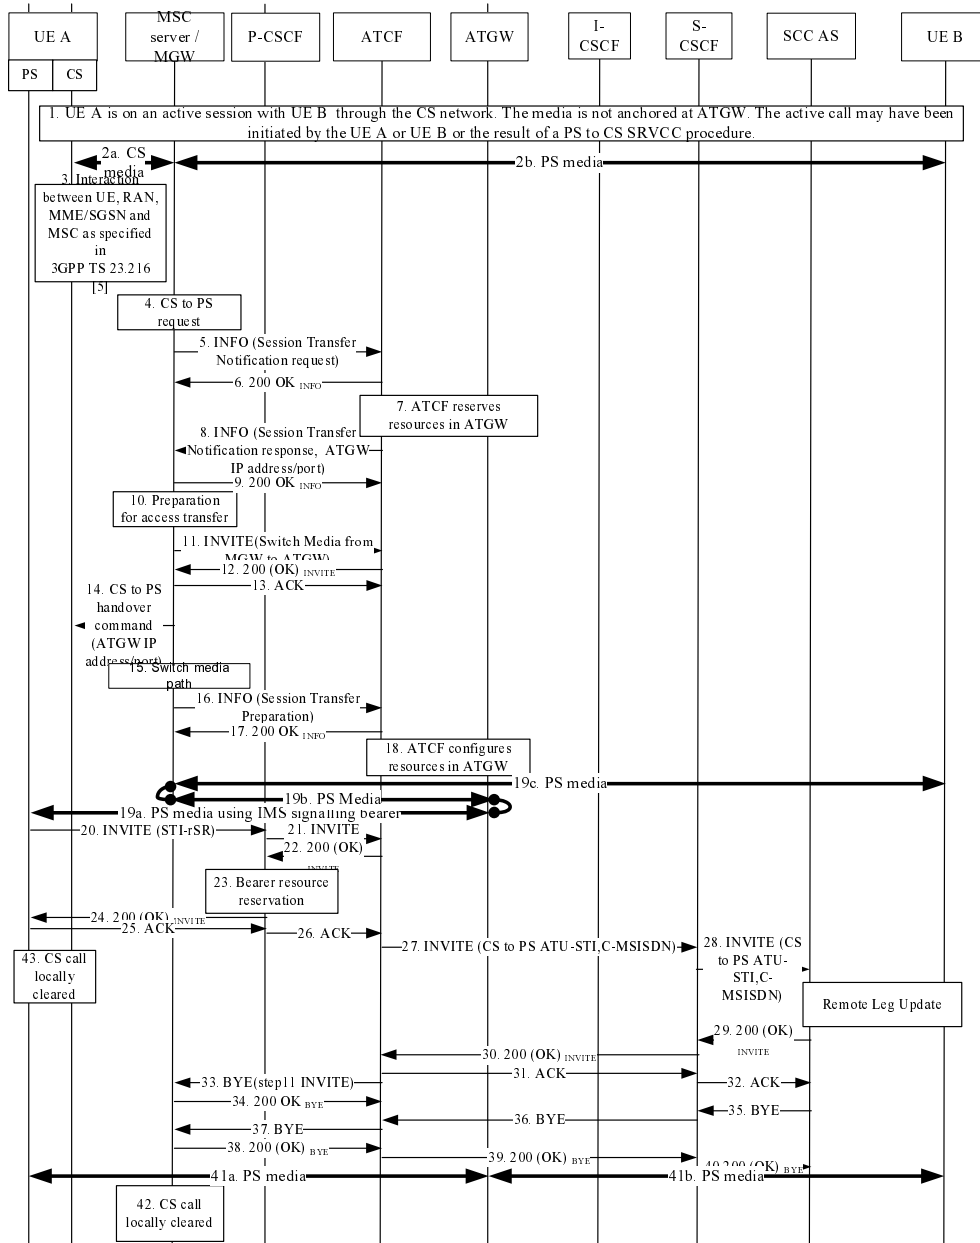 UE A
MSC
server /
MGW
P-CSCF
ATCF
ATGW
I-
CSCF
S-
CSCF
SCC AS
UE B
PS
CS
1. UE A is on an active session with UE B through the CS network. The media is not anchored at ATGW. The active call may have been
initiated by the UE A or UE B or the result of a PS to CS SRVCC procedure.
2a. CS
media
2b. PS media
3. Interaction
between UE, RAN,
MME/SGSN and
MSC as specified
in
3GPP TS 23.216
[5]
4. CS to PS
request
5. INFO (Session Transfer
Notification request)
6. 200 OK INFO
7. ATCF reserves
resources in ATGW
8. INFO (Session Transfer
Notification response, ATGW
IP address/port)
9. 200 OK INFO
10. Preparation
for access transfer
11. INVITE(Switch Media from
MGW to ATGW)
12. 200 (OK) INVITE
13. ACK
14. CS to PS
handover
command
(ATGW IP
address/port)
15. Switch media
path
16. INFO (Session Transfer
Preparation)
17. 200 OK INFO
18. ATCF configures
resources in ATGW
19c. PS media
19b. PS Media
19a. PS media using IMS signalling bearer
20. INVITE (STI-rSR)
21. INVITE
22. 200 (OK)
INVITE
23. Bearer resource
reservation
24. 200 (OK) INVITE
25. ACK
26. ACK
27. INVITE (CS to PS ATU-STI,C-MSISDN)
28. INVITE (CS
to PS ATU-
STI,C-
MSISDN)
43. CS call
locally
cleared
Remote Leg Update
29. 200 (OK)
INVITE
30. 200 (OK) INVITE
31. ACK
32. ACK
33. BYE(step11 INVITE)
34. 200 OK BYE
35. BYE
36. BYE
37. BYE
38. 200 (OK) BYE
39. 200 (OK) BYE
40.200 (OK) BYE
41a. PS media
41b. PS media
42. CS call
locally cleared